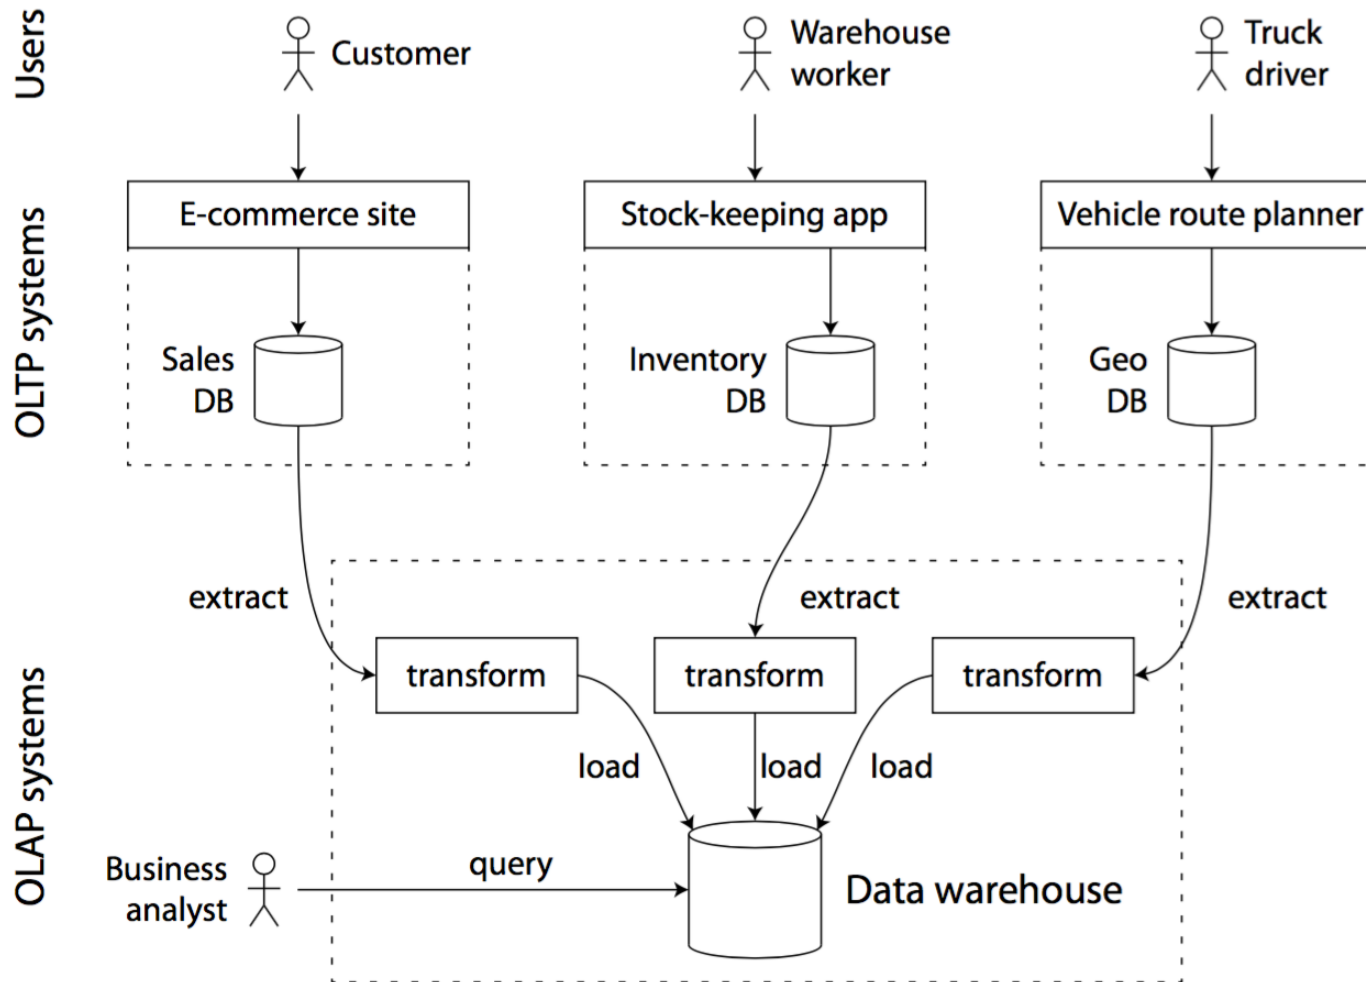 Users
Customer
Warehouse
worker
Truck
driver
OLTP systems
E-commerce site
Stock-keeping app
Vehicle route planner
Sales
DB
Inventory
DB
Geo
DB
extract
extract
extract
OLAP systems
transform
transform
transform
load
load
load
Business
analyst
query
Data warehouse